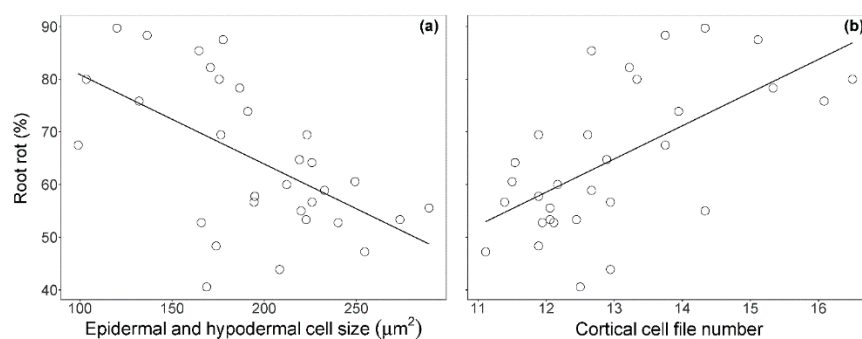 (a)
(b)
Root rot (%)
90
80
70
60
50
40
100 150 200 250
11 12 13 14 15 16
Epidermal and hypodermal cell size (μm²)
Cortical cell file number